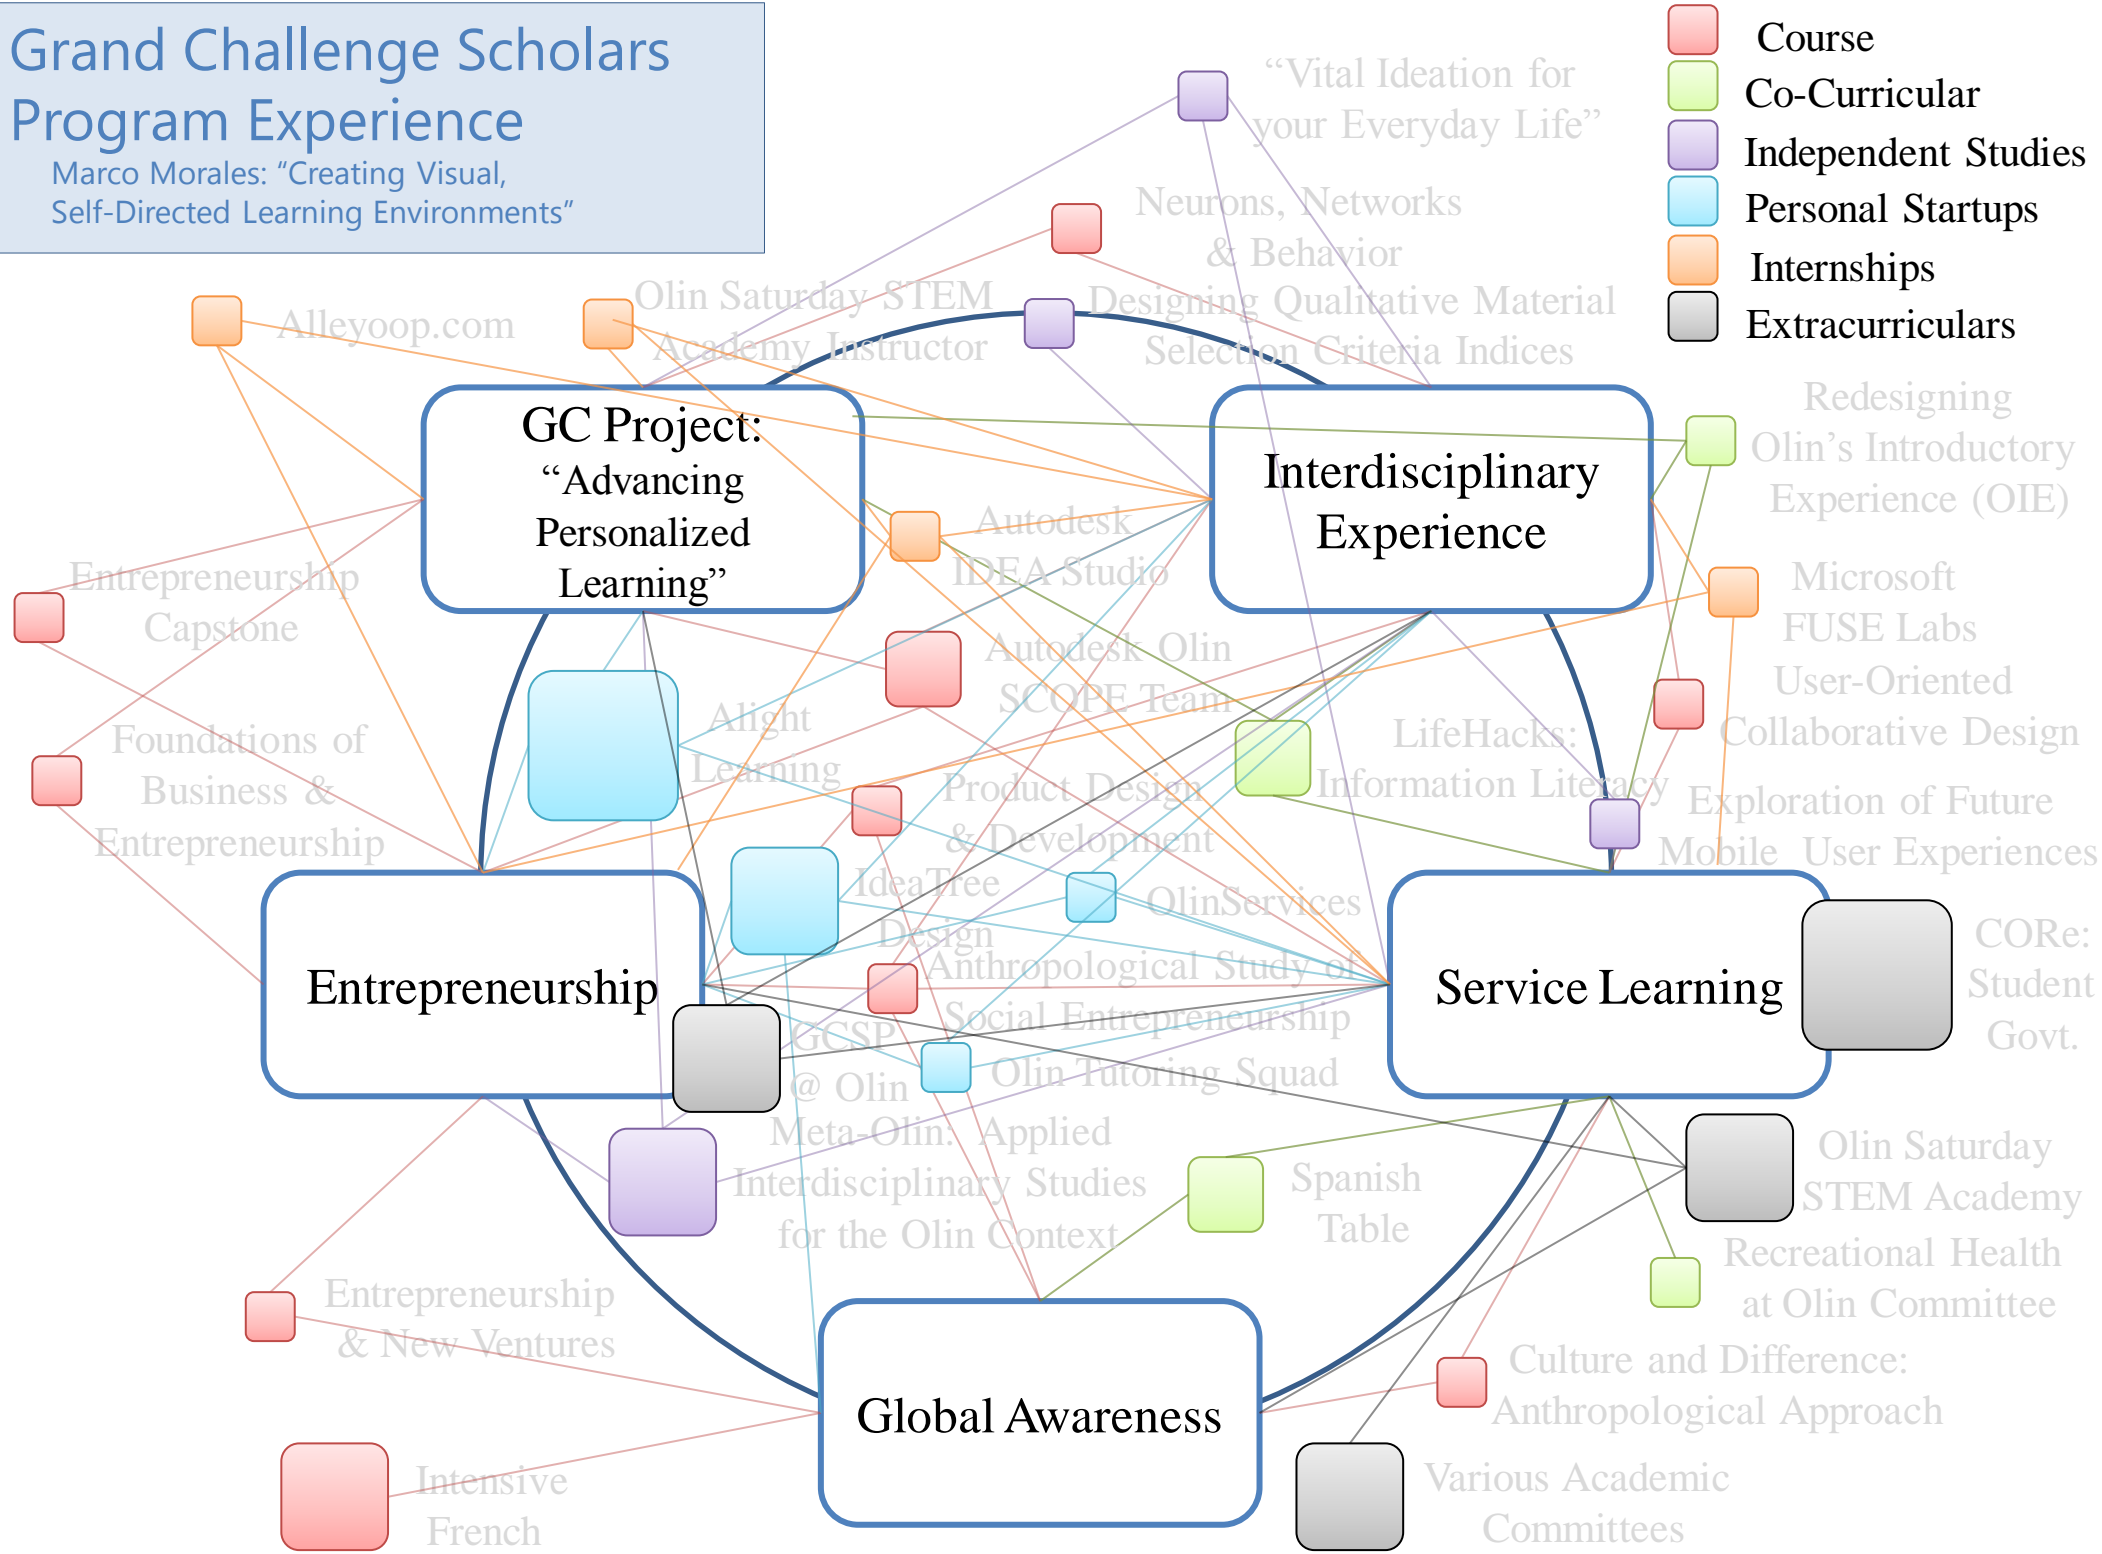 Grand Challenge Scholars
Program Experience
Marco Morales: "Creating Visual,
Self-Directed Learning Environments"
Course
Co-Curricular
Independent Studies
Personal Startups
Internships
Extracurriculars
“Vital Ideation for
your Everyday Life”
Neurons, Networks
& Behavior
Alleyoop.com
Olin Saturday STEM
Academy Instructor
Designing Qualitative Material
Selection Criteria Indices
GC Project:
“Advancing
Personalized
Learning”
Interdisciplinary
Experience
Redesigning
Olin’s Introductory
Experience (OIE)
Autodesk
IDEA Studio
Entrepreneurship
Capstone
Microsoft
FUSE Labs
Autodesk Olin
SCOPE Team
User-Oriented
Collaborative Design
Alight
Learning
Foundations of
Business &
Entrepreneurship
LifeHacks:
Information Literacy
Product Design
& Development
Exploration of Future
Mobile User Experiences
IdeaTree
Design
OlinServices
Entrepreneurship
Anthropological Study of
Social Entrepreneurship
Service Learning
CORe:
Student
Govt.
GCSP
@ Olin
Olin Tutoring Squad
Meta-Olin: Applied
Interdisciplinary Studies
for the Olin Context
Spanish
Table
Olin Saturday
STEM Academy
Recreational Health
at Olin Committee
Entrepreneurship
& New Ventures
Global Awareness
Culture and Difference:
Anthropological Approach
Intensive
French
Various Academic
Committees